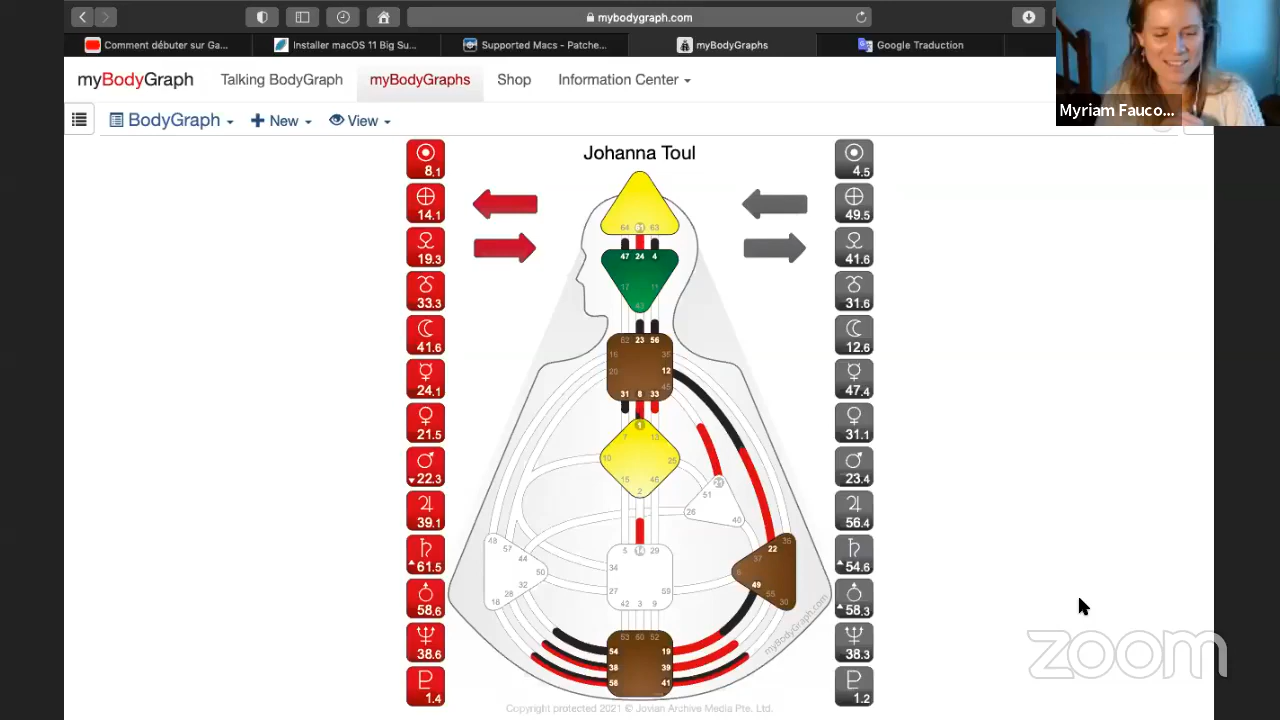 mybodygraph.com
Comment débuter sur Ga...
Installer macOS 11 Big Su...
Supported Macs - Patche...
myBodyGraphs
Google Traduction
myBodyGraph
Talking BodyGraph
myBodyGraphs
Shop
Information Center
Myriam Fauco...
BodyGraph
New
View
Johanna Toul
8.1
14.1
19.3
33.3
41.6
24.1
21.5
22.3
39.1
61.5
58.6
38.6
1.4
4.5
49.5
41.6
31.6
12.6
47.4
31.1
23.4
56.4
54.6
58.3
38.3
1.2
64 61 63
47 24 4
17 11
43
62 23 56
16 35
20 12
45
31 8 33
1
7 13
10 25
15 46
2
21
51
26 40
5 14 29
34
27 59
42 3 9
48
57
44
50
32
28
18
22
37
6
49
55
30
53 60 52
54 19
38 39
41
myBodyGraph.com
zoom
Copyright protected 2021 © Jovian Archive Media Pte. Ltd.